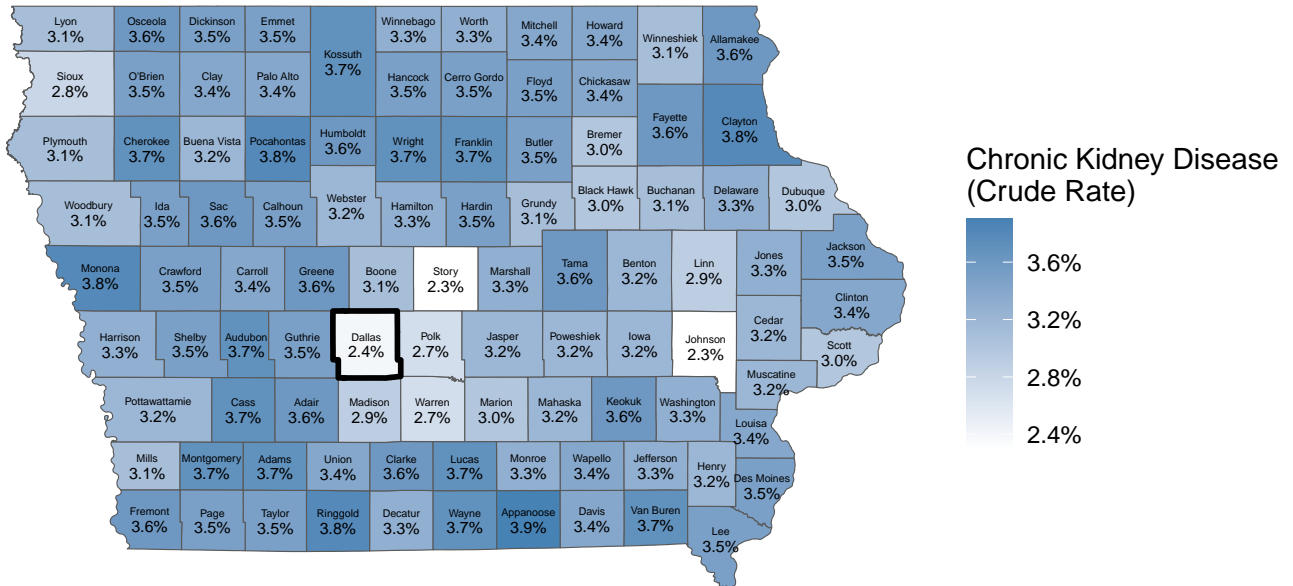 Lyon
3.1%
Osceola
3.6%
Dickinson
3.5%
Emmet
3.5%
Kossuth
3.7%
Winnebago
3.3%
Worth
3.3%
Mitchell
3.4%
Howard
3.4%
Winneshiek
3.1%
Allamakee
3.6%
Sioux
2.8%
O'Brien
3.5%
Clay
3.4%
Palo Alto
3.4%
Hancock
3.5%
Cerro Gordo
3.5%
Floyd
3.5%
Chickasaw
3.4%
Fayette
3.6%
Clayton
3.8%
Plymouth
3.1%
Cherokee
3.7%
Buena Vista
3.2%
Pocahontas
3.8%
Humboldt
3.6%
Wright
3.7%
Franklin
3.7%
Butler
3.5%
Bremer
3.0%
Woodbury
3.1%
Ida
3.5%
Sac
3.6%
Calhoun
3.5%
Webster
3.2%
Hamilton
3.3%
Hardin
3.5%
Grundy
3.1%
Black Hawk
3.0%
Buchanan
3.1%
Delaware
3.3%
Dubuque
3.0%
Monona
3.8%
Crawford
3.5%
Carroll
3.4%
Greene
3.6%
Boone
3.1%
Story
2.3%
Marshall
3.3%
Tama
3.6%
Benton
3.2%
Linn
2.9%
Jones
3.3%
Jackson
3.5%
Clinton
3.4%
Harrison
3.3%
Shelby
3.5%
Audubon
3.7%
Guthrie
3.5%
Dallas
2.4%
Polk
2.7%
Jasper
3.2%
Poweshiek
3.2%
Iowa
3.2%
Johnson
2.3%
Cedar
3.2%
Scott
3.0%
Muscatine
3.2%
Pottawattamie
3.2%
Cass
3.7%
Adair
3.6%
Madison
2.9%
Warren
2.7%
Marion
3.0%
Mahaska
3.2%
Keokuk
3.6%
Washington
3.3%
Louisa
3.4%
Mills
3.1%
Montgomery
3.7%
Adams
3.7%
Union
3.4%
Clarke
3.6%
Lucas
3.7%
Monroe
3.3%
Wapello
3.4%
Jefferson
3.3%
Henry
3.2%
Des Moines
3.5%
Fremont
3.6%
Page
3.5%
Taylor
3.5%
Ringgold
3.8%
Decatur
3.3%
Wayne
3.7%
Appanoose
3.9%
Davis
3.4%
Van Buren
3.7%
Lee
3.5%
Chronic Kidney Disease
(Crude Rate)
3.6%
3.2%
2.8%
2.4%